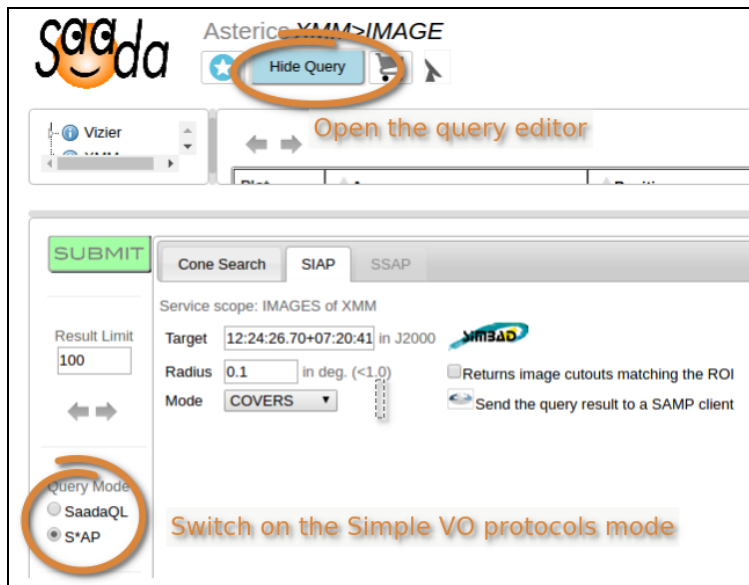 Saada
Asterics XMM>IMAGE
Hide Query
Open the query editor
Vizier
SUBMIT
Cone Search SIAP SSAP
Service scope: IMAGES of XMM
Result Limit
100
Target 12:24:26.70+07:20:41 in J2000 SIMBAD
Radius 0.1 in deg. (<1.0) Returns image cutouts matching the ROI
Mode COVERS Send the query result to a SAMP client
Query Mode
SaadaQL
S*AP
Switch on the Simple VO protocols mode